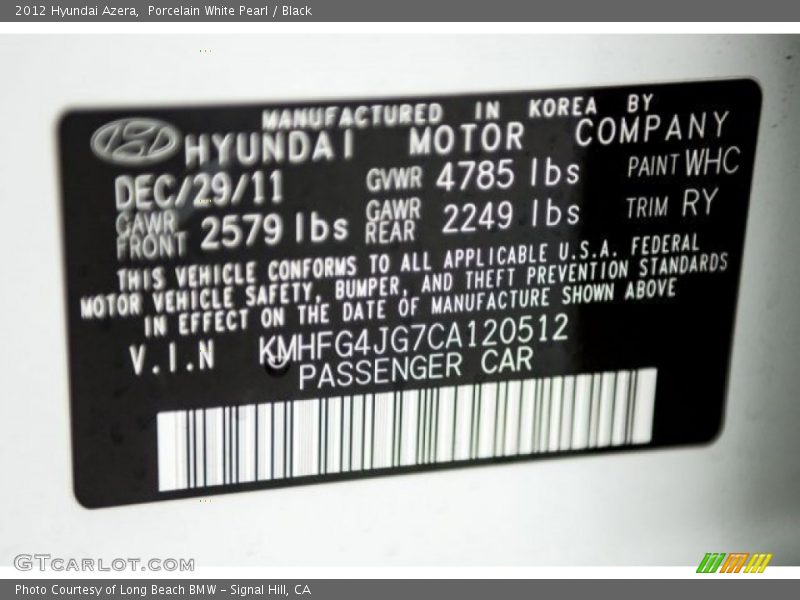 2012 Hyundai Azera, Porcelain White Pearl / Black
MANUFACTURED IN KOREA BY
HYUNDAI MOTOR COMPANY
DEC/29/11 GVWR 4785 lbs PAINT WHC
GAWR FRONT 2579 lbs GAWR REAR 2249 lbs TRIM RY
THIS VEHICLE CONFORMS TO ALL APPLICABLE U.S.A. FEDERAL
MOTOR VEHICLE SAFETY, BUMPER, AND THEFT PREVENTION STANDARDS
IN EFFECT ON THE DATE OF MANUFACTURE SHOWN ABOVE
V.I.N KMHFG4JG7CA120512
PASSENGER CAR
GTCARLOT.COM
Photo Courtesy of Long Beach BMW - Signal Hill, CA